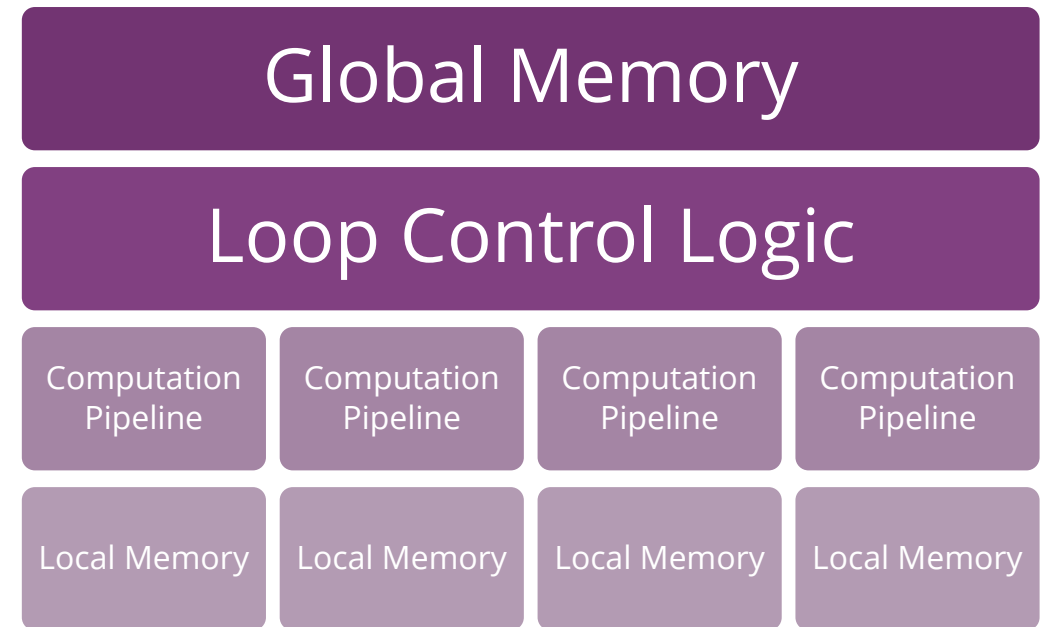 Global Memory
Loop Control Logic
Computation
Pipeline
Computation
Pipeline
Computation
Pipeline
Computation
Pipeline
Local Memory
Local Memory
Local Memory
Local Memory